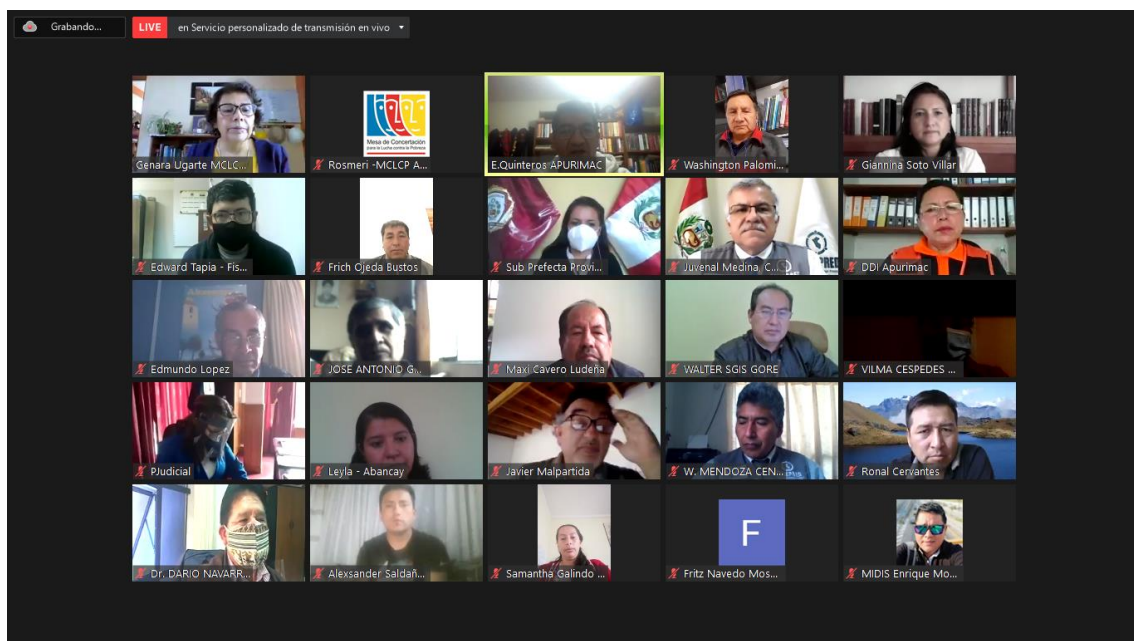 Grabando...
LIVE
en Servicio personalizado de transmisión en vivo
Genara Ugarte MCLC...
Mesa de Concertación
para la Lucha contra la Pobreza
Rosmeri -MCLCP A...
E.Quinteros APURIMAC
Washington Palomi...
Giannina Soto Villar
Edward Tapia - Fis...
Frich Ojeda Bustos
Sub Prefecta Provi...
Juvenal Medina, C...
DDI Apurimac
Edmundo Lopez
JOSE ANTONIO G...
Maxi Cavero Ludeña
WALTER SGIS GORE
VILMA CESPEDES ...
PJudicial
Leyla - Abancay
Javier Malpartida
W. MENDOZA CEN...
Ronal Cervantes
Dr. DARIO NAVARR...
Alexsander Saldañ...
Samantha Galindo ...
F
Fritz Navedo Mos...
MIDIS Enrique Mo...